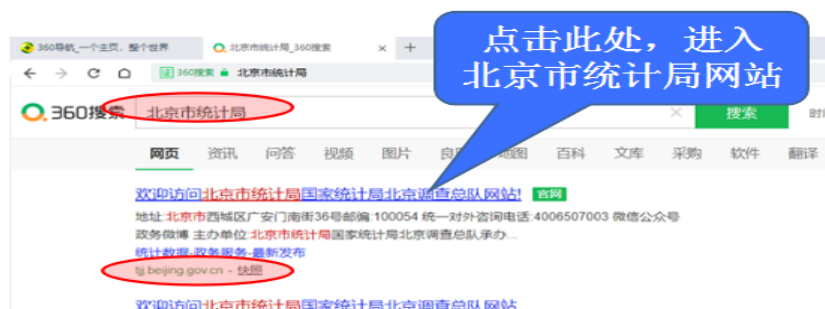 360导航_一个主页,整个世界
北京市统计局_360搜索
点击此处，进入
北京市统计局网站
360搜索 北京市统计局
360搜索 北京市统计局 搜索
网页 资讯 问答 视频 图片 地图 百科 文库 采购 软件 翻译
欢迎访问北京市统计局国家统计局北京调查总队网站! 官网
地址:北京市西城区广安门南街36号邮编:100054 统一对外咨询电话:4006507003 微信公众号
政务微博 主办单位:北京市统计局国家统计局北京调查总队承办...
统计数据-政务服务-最新发布
tjj.beijing.gov.cn - 快照
欢迎访问北京市统计局国家统计局北京调查总队网站